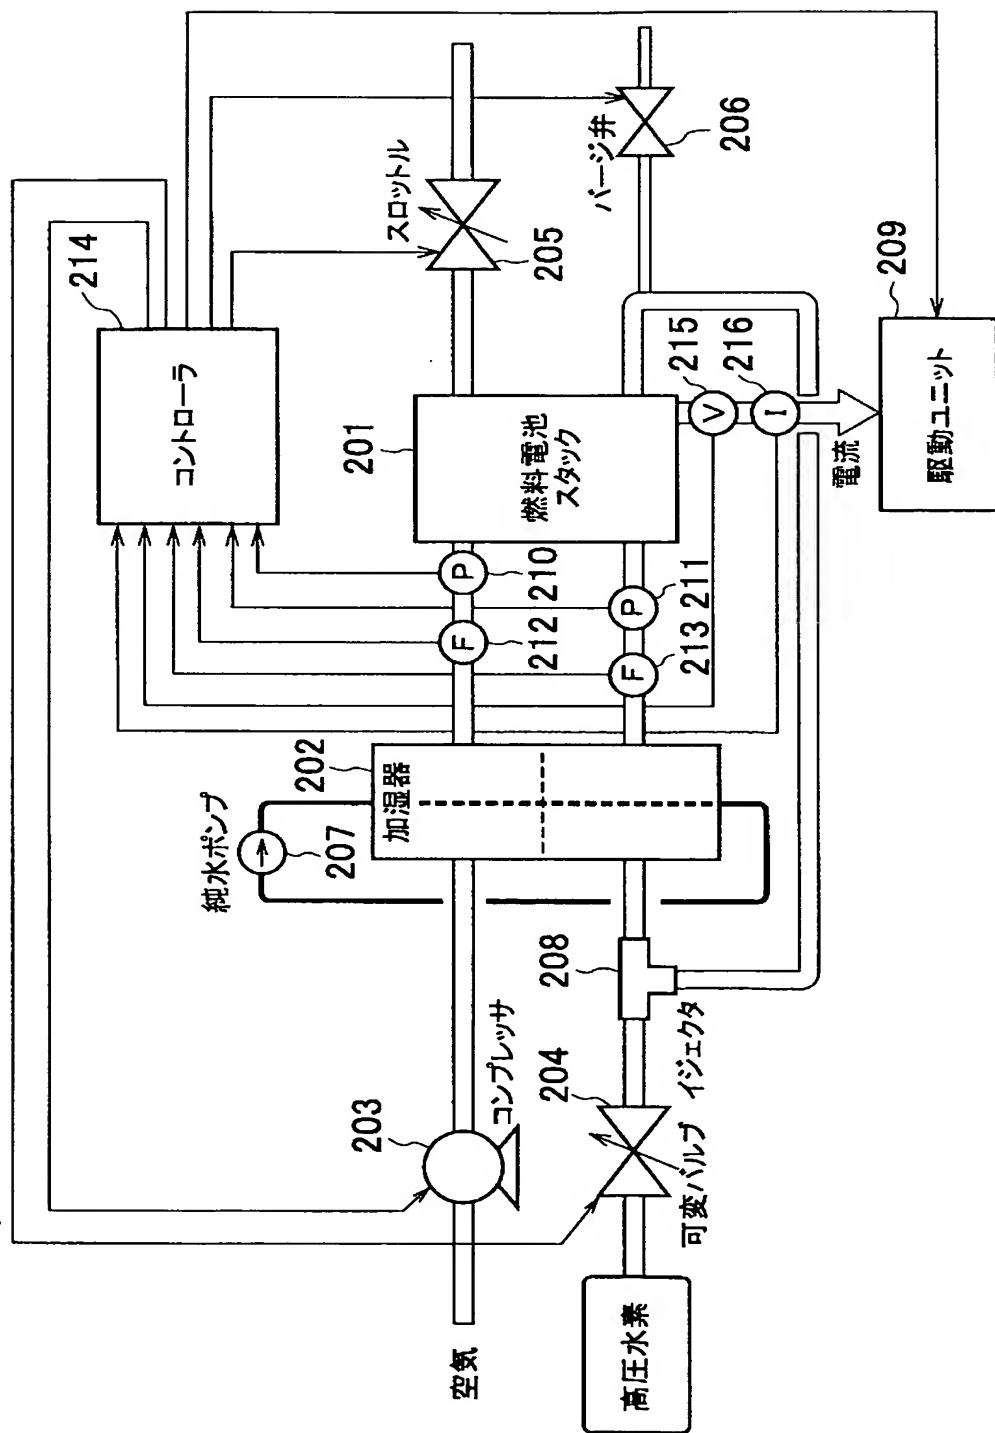 214
コントローラ
スロットル
205
パージ弁
206
201
燃料電池
スタック
215
216
V
I
電流
209
駆動ユニット
P
210
P
211
F
212
F
213
202
加湿器
純水ポンプ
207
208
イジェクタ
203
コンプレッサ
204
可変バルブ
空気
高圧水素